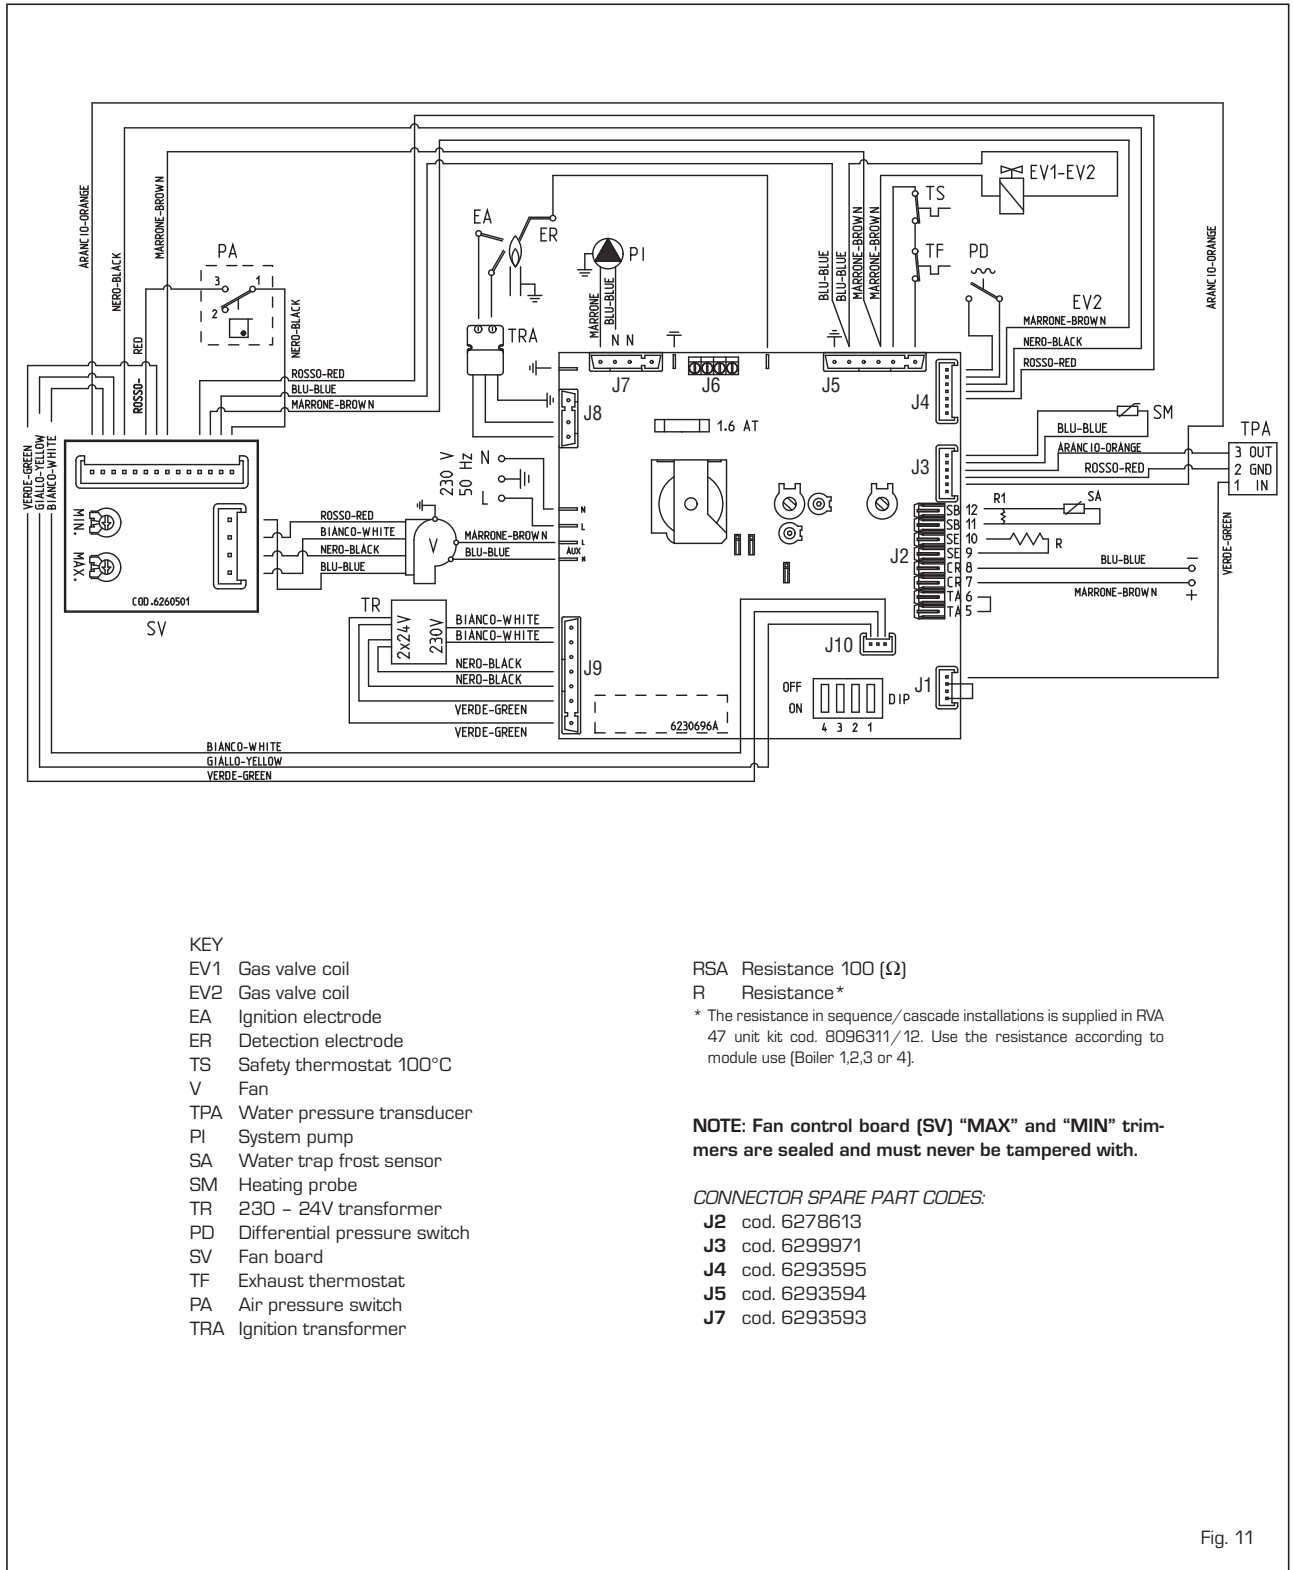 ARANCIO-ORANGE
NERO-BLACK
MARRONE-BROWN
PA
3
1
2
ROSSO-
RED
NERO-BLACK
ROSSO-RED
BLU-BLUE
MARRONE-BROWN
VERDE-GREEN
GIALLO-YELLOW
BIANCO-WHITE
MIN.
MAX.
COD.6260501
SV
EA
ER
TRA
PI
MARRONE
BLU-BLUE
N N
J7
J6
J5
J8
1.6 AT
230 V
50 Hz
N
L
N
L
L
AUX
N
ROSSO-RED
BIANCO-WHITE
NERO-BLACK
BLU-BLUE
V
MARRONE-BROWN
BLU-BLUE
TR
2x24V
230V
BIANCO-WHITE
BIANCO-WHITE
NERO-BLACK
NERO-BLACK
VERDE-GREEN
VERDE-GREEN
J9
6230696A
BIANCO-WHITE
GIALLO-YELLOW
VERDE-GREEN
BLU-BLUE
BLU-BLUE
MARRONE-BROWN
MARRONE-BROWN
TS
TF
PD
EV1-EV2
EV2
MARRONE-BROWN
NERO-BLACK
ROSSO-RED
ARANCIO-ORANGE
J4
SM
BLU-BLUE
ARANCIO-ORANGE
ROSSO-RED
J3
TPA
3 OUT
2 GND
1 IN
VERDE-GREEN
R1
SA
SB 12
SB 11
SE 10
SE 9
CR 8
CR 7
TA 6
TA 5
J2
R
BLU-BLUE
−
MARRONE-BROWN
+
J10
J1
OFF
ON
DIP
4 3 2 1
KEY
EV1 Gas valve coil
EV2 Gas valve coil
EA Ignition electrode
ER Detection electrode
TS Safety thermostat 100°C
V Fan
TPA Water pressure transducer
PI System pump
SA Water trap frost sensor
SM Heating probe
TR 230 – 24V transformer
PD Differential pressure switch
SV Fan board
TF Exhaust thermostat
PA Air pressure switch
TRA Ignition transformer
RSA Resistance 100 (Ω)
R Resistance*
* The resistance in sequence/cascade installations is supplied in RVA
47 unit kit cod. 8096311/12. Use the resistance according to
module use (Boiler 1,2,3 or 4).
NOTE: Fan control board (SV) “MAX” and “MIN” trim-
mers are sealed and must never be tampered with.
CONNECTOR SPARE PART CODES:
J2 cod. 6278613
J3 cod. 6299971
J4 cod. 6293595
J5 cod. 6293594
J7 cod. 6293593
Fig. 11